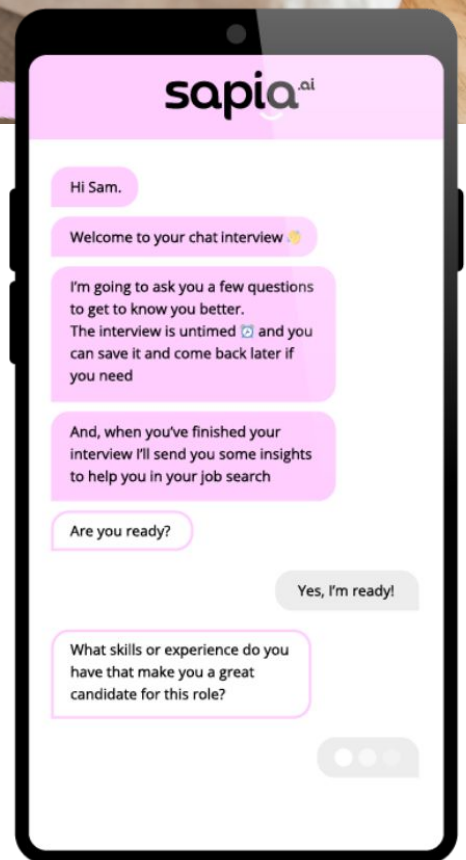 sapia.ai
Hi Sam.
Welcome to your chat interview 👋
I'm going to ask you a few questions
to get to know you better.
The interview is untimed ⏰ and you
can save it and come back later if
you need
And, when you've finished your
interview I'll send you some insights
to help you in your job search
Are you ready?
Yes, I'm ready!
What skills or experience do you
have that make you a great
candidate for this role?